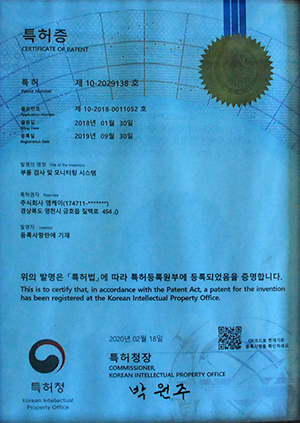 특허증
CERTIFICATE OF PATENT
특 허 제 10-2029138 호
Patent Number
출원번호 제 10-2018-0011052 호
Application Number
출원일 2018년 01월 30일
Filing Date
등록일 2019년 09월 30일
Registration Date
발명의 명칭 Title of the Invention
부품 검사 및 모니터링 시스템
특허권자 Patentee
주식회사 엠케이(174711-*******)
경상북도 영천시 금호읍 칠백로 454 ,()
발명자 Inventor
등록사항란에 기재
위의 발명은 「특허법」에 따라 특허등록원부에 등록되었음을 증명합니다.
This is to certify that, in accordance with the Patent Act, a patent for the invention
has been registered at the Korean Intellectual Property Office.
2020년 02월 18일
QR코드로 현재기준
등록사항을 확인하세요
특허청장
COMMISSIONER,
KOREAN INTELLECTUAL PROPERTY OFFICE
박 원 주
특허청
Korean Intellectual
Property Office